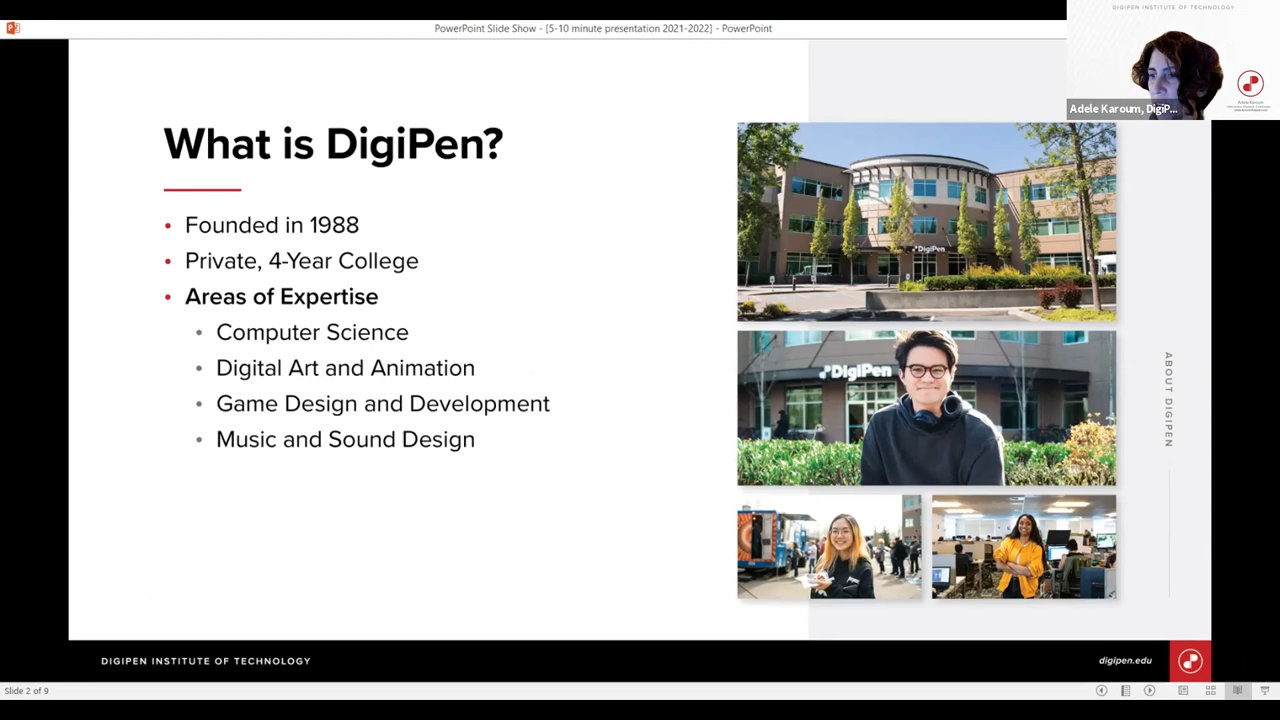 DIGIPEN INSTITUTE OF TECHNOLOGY
PowerPoint Slide Show - [5-10 minute presentation 2021-2022] - PowerPoint
Adele Karoum, DigiP...
What is DigiPen?
• Founded in 1988
• Private, 4-Year College
• Areas of Expertise
• Computer Science
• Digital Art and Animation
• Game Design and Development
• Music and Sound Design
DigiPen
DigiPen
ABOUT DIGIPEN
DIGIPEN INSTITUTE OF TECHNOLOGY
digipen.edu
Slide 2 of 9